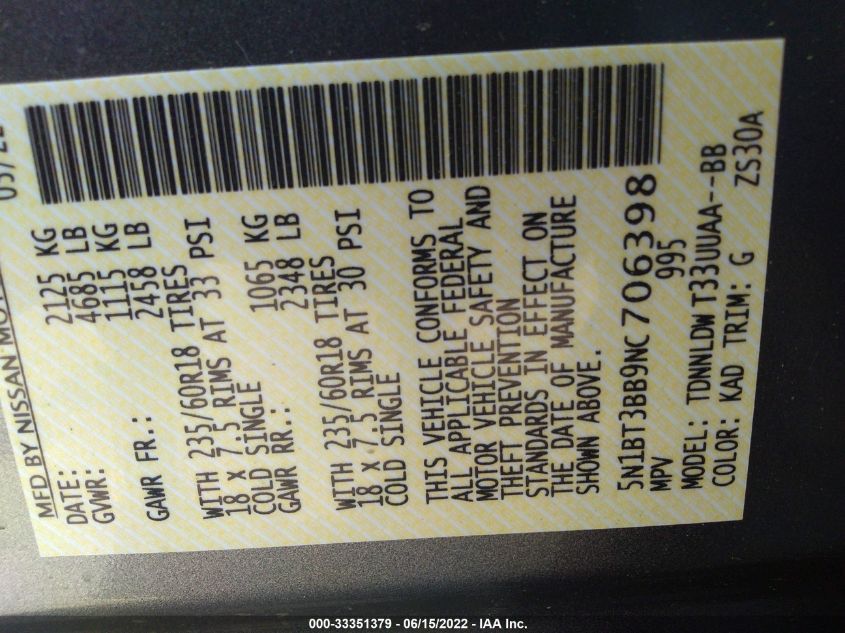 MFD BY NISSAN MOT
DATE:
GVWR: 2125 KG
4685 LB
GAWR FR.: 1115 KG
2458 LB
WITH 235/60R18 TIRES
18 X 7.5 RIMS AT 33 PSI
COLD SINGLE
GAWR RR.: 1065 KG
2348 LB
WITH 235/60R18 TIRES
18 X 7.5 RIMS AT 30 PSI
COLD SINGLE
THIS VEHICLE CONFORMS TO
ALL APPLICABLE FEDERAL
MOTOR VEHICLE SAFETY AND
THEFT PREVENTION
STANDARDS IN EFFECT ON
THE DATE OF MANUFACTURE
SHOWN ABOVE.
5N1BT3BB9NC706398
MPV 995
MODEL: TDNNLDW T33UUAA--BB
COLOR: KAD TRIM: G ZS30A
000-33351379 - 06/15/2022 - IAA Inc.